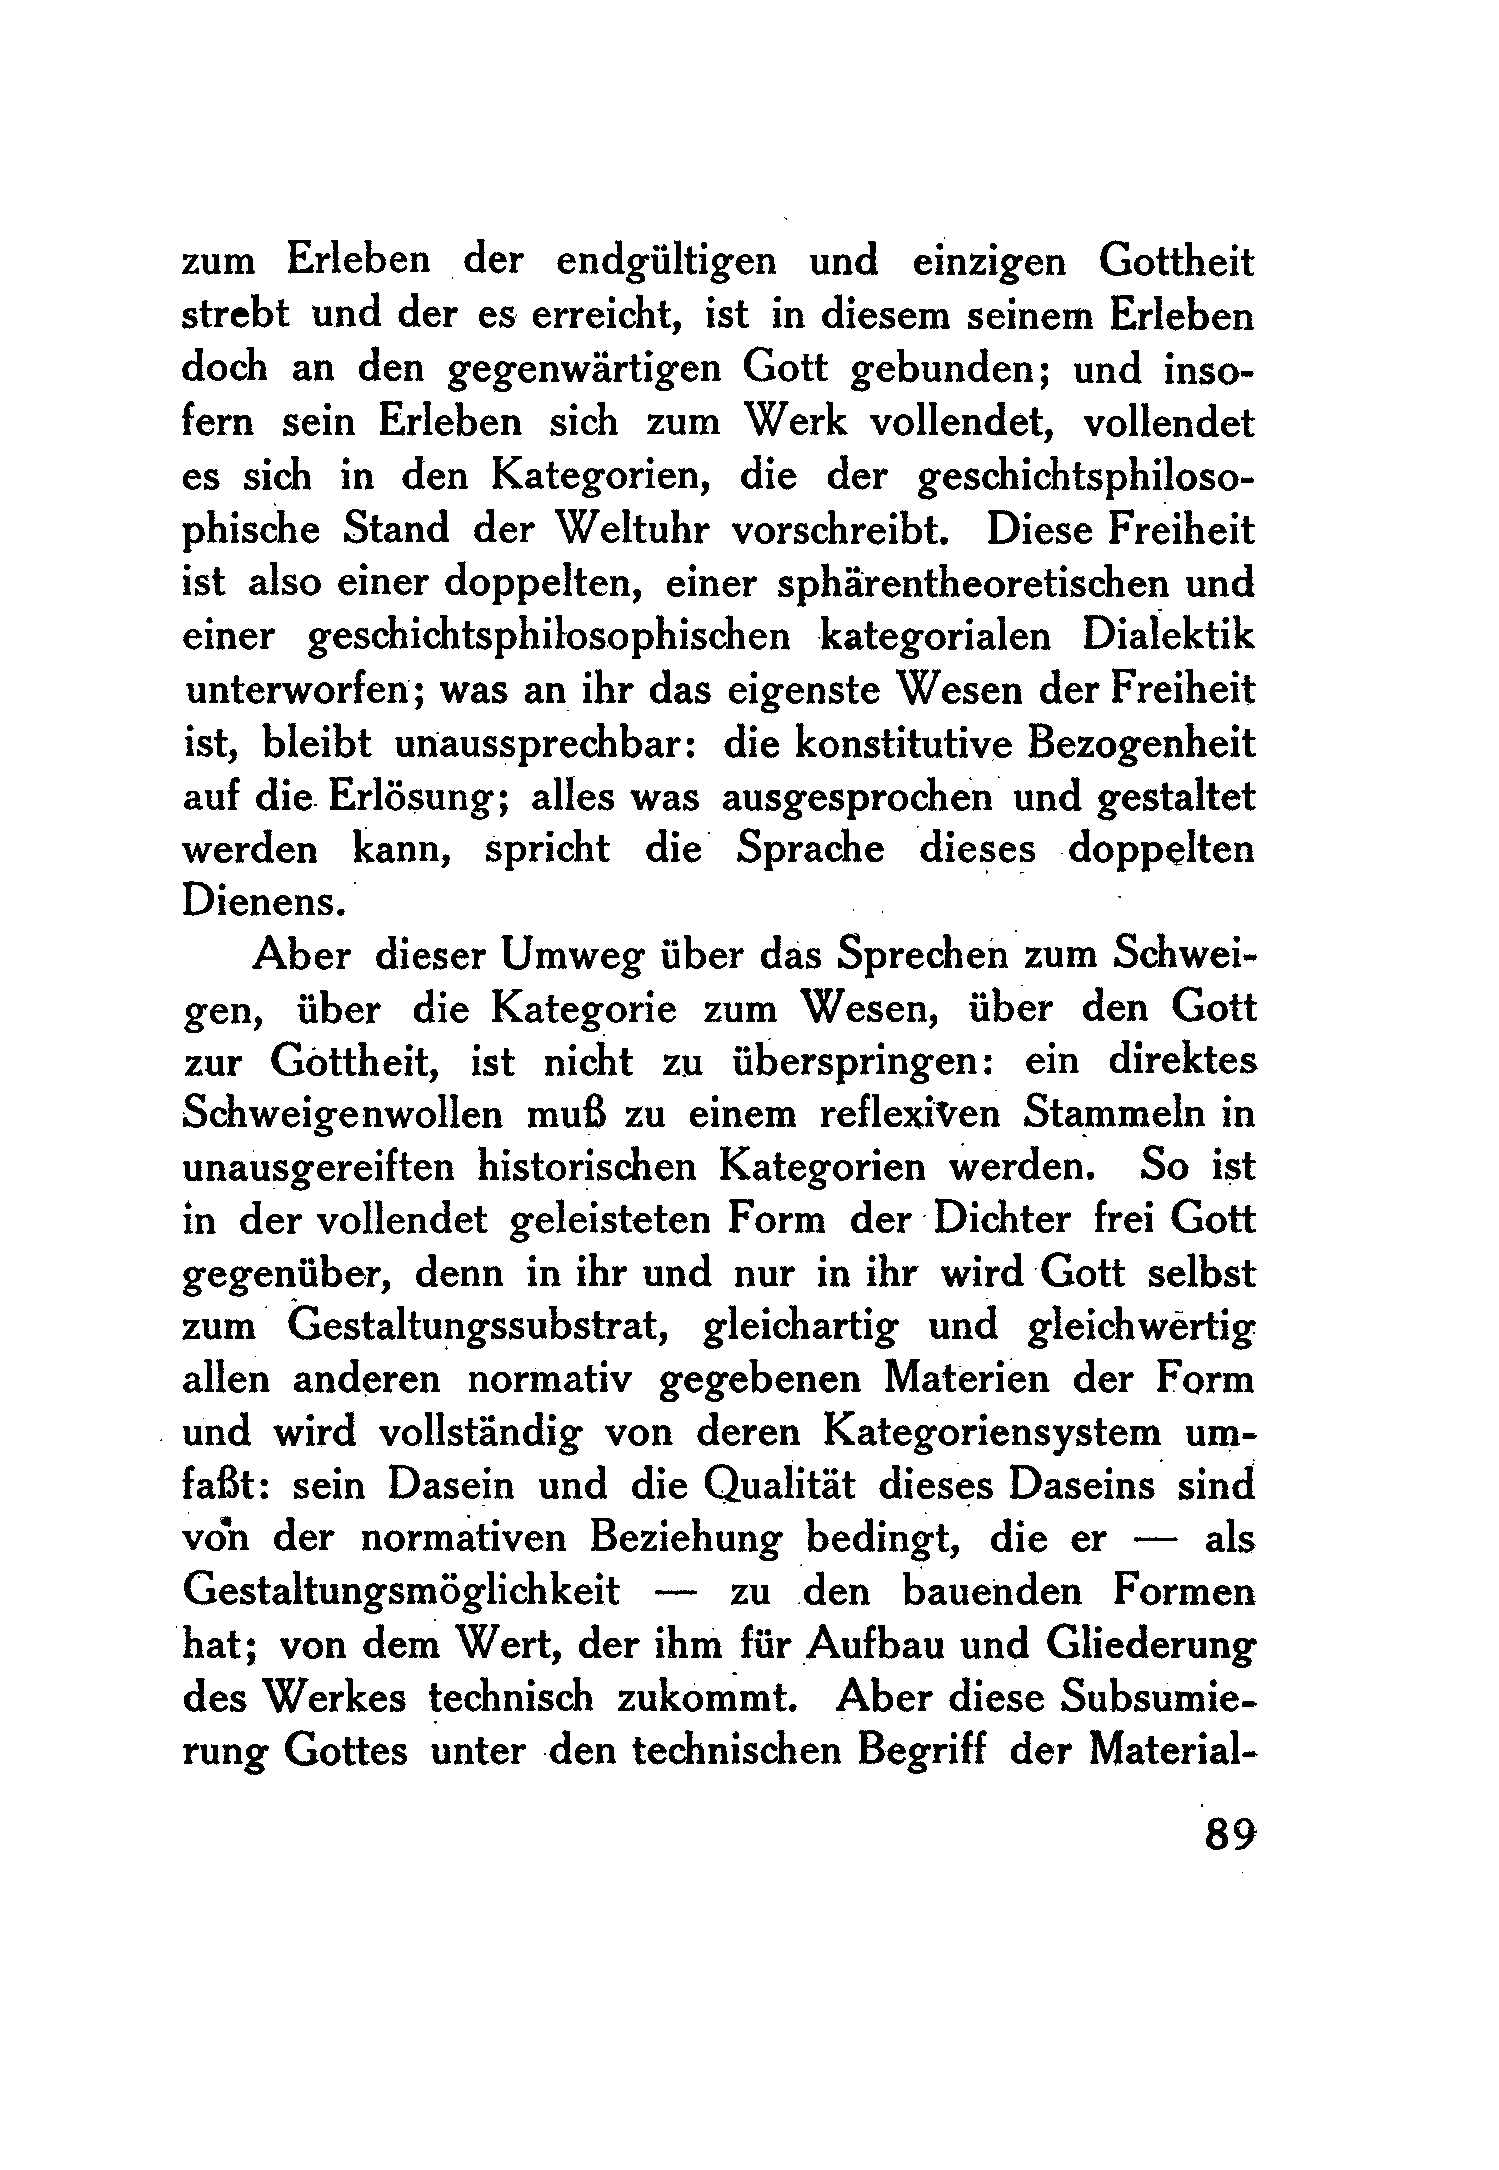 zum Erleben der endgültigen und einzigen Gottheit
strebt und der es erreicht, ist in diesem seinem Erleben
doch an den gegenwärtigen Gott gebunden; und inso-
fern sein Erleben sich zum Werk vollendet, vollendet
es sich in den Kategorien, die der geschichtsphiloso-
phische Stand der Weltuhr vorschreibt. Diese Freiheit
ist also einer doppelten, einer sphärentheoretischen und
einer geschichtsphilosophischen kategorialen Dialektik
unterworfen; was an ihr das eigenste Wesen der Freiheit
ist, bleibt unaussprechbar: die konstitutive Bezogenheit
auf die Erlösung; alles was ausgesprochen und gestaltet
werden kann, spricht die Sprache dieses doppelten
Dienens.
Aber dieser Umweg über das Sprechen zum Schwei-
gen, über die Kategorie zum Wesen, über den Gott
zur Gottheit, ist nicht zu überspringen: ein direktes
Schweigenwollen muß zu einem reflexiven Stammeln in
unausgereiften historischen Kategorien werden. So ist
in der vollendet geleisteten Form der Dichter frei Gott
gegenüber, denn in ihr und nur in ihr wird Gott selbst
zum Gestaltungssubstrat, gleichartig und gleichwertig
allen anderen normativ gegebenen Materien der Form
und wird vollständig von deren Kategoriensystem um-
faßt: sein Dasein und die Qualität dieses Daseins sind
von der normativen Beziehung bedingt, die er — als
Gestaltungsmöglichkeit — zu den bauenden Formen
hat; von dem Wert, der ihm für Aufbau und Gliederung
des Werkes technisch zukommt. Aber diese Subsumie-
rung Gottes unter den technischen Begriff der Material-
89